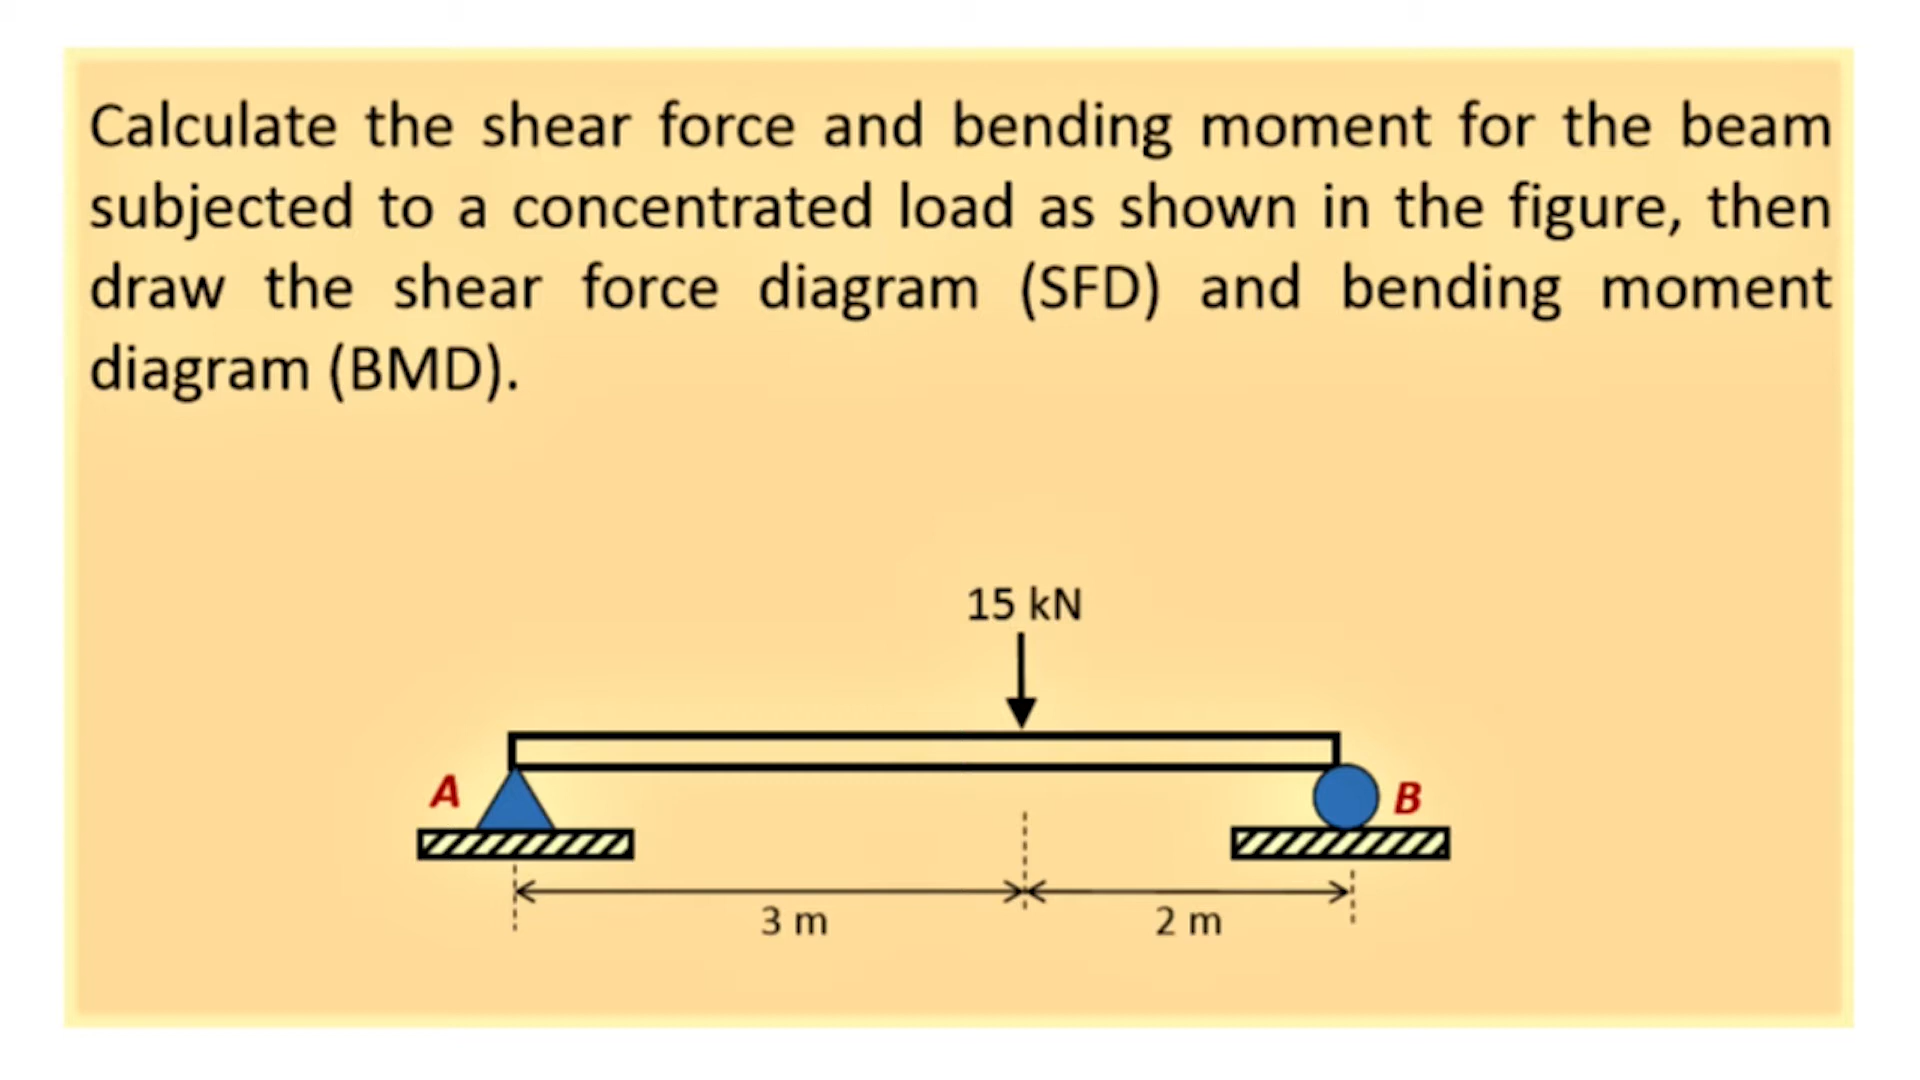 Calculate the shear force and bending moment for the beam
subjected to a concentrated load as shown in the figure, then
draw the shear force diagram (SFD) and bending moment
diagram (BMD).
15 kN
A
B
3 m
2 m